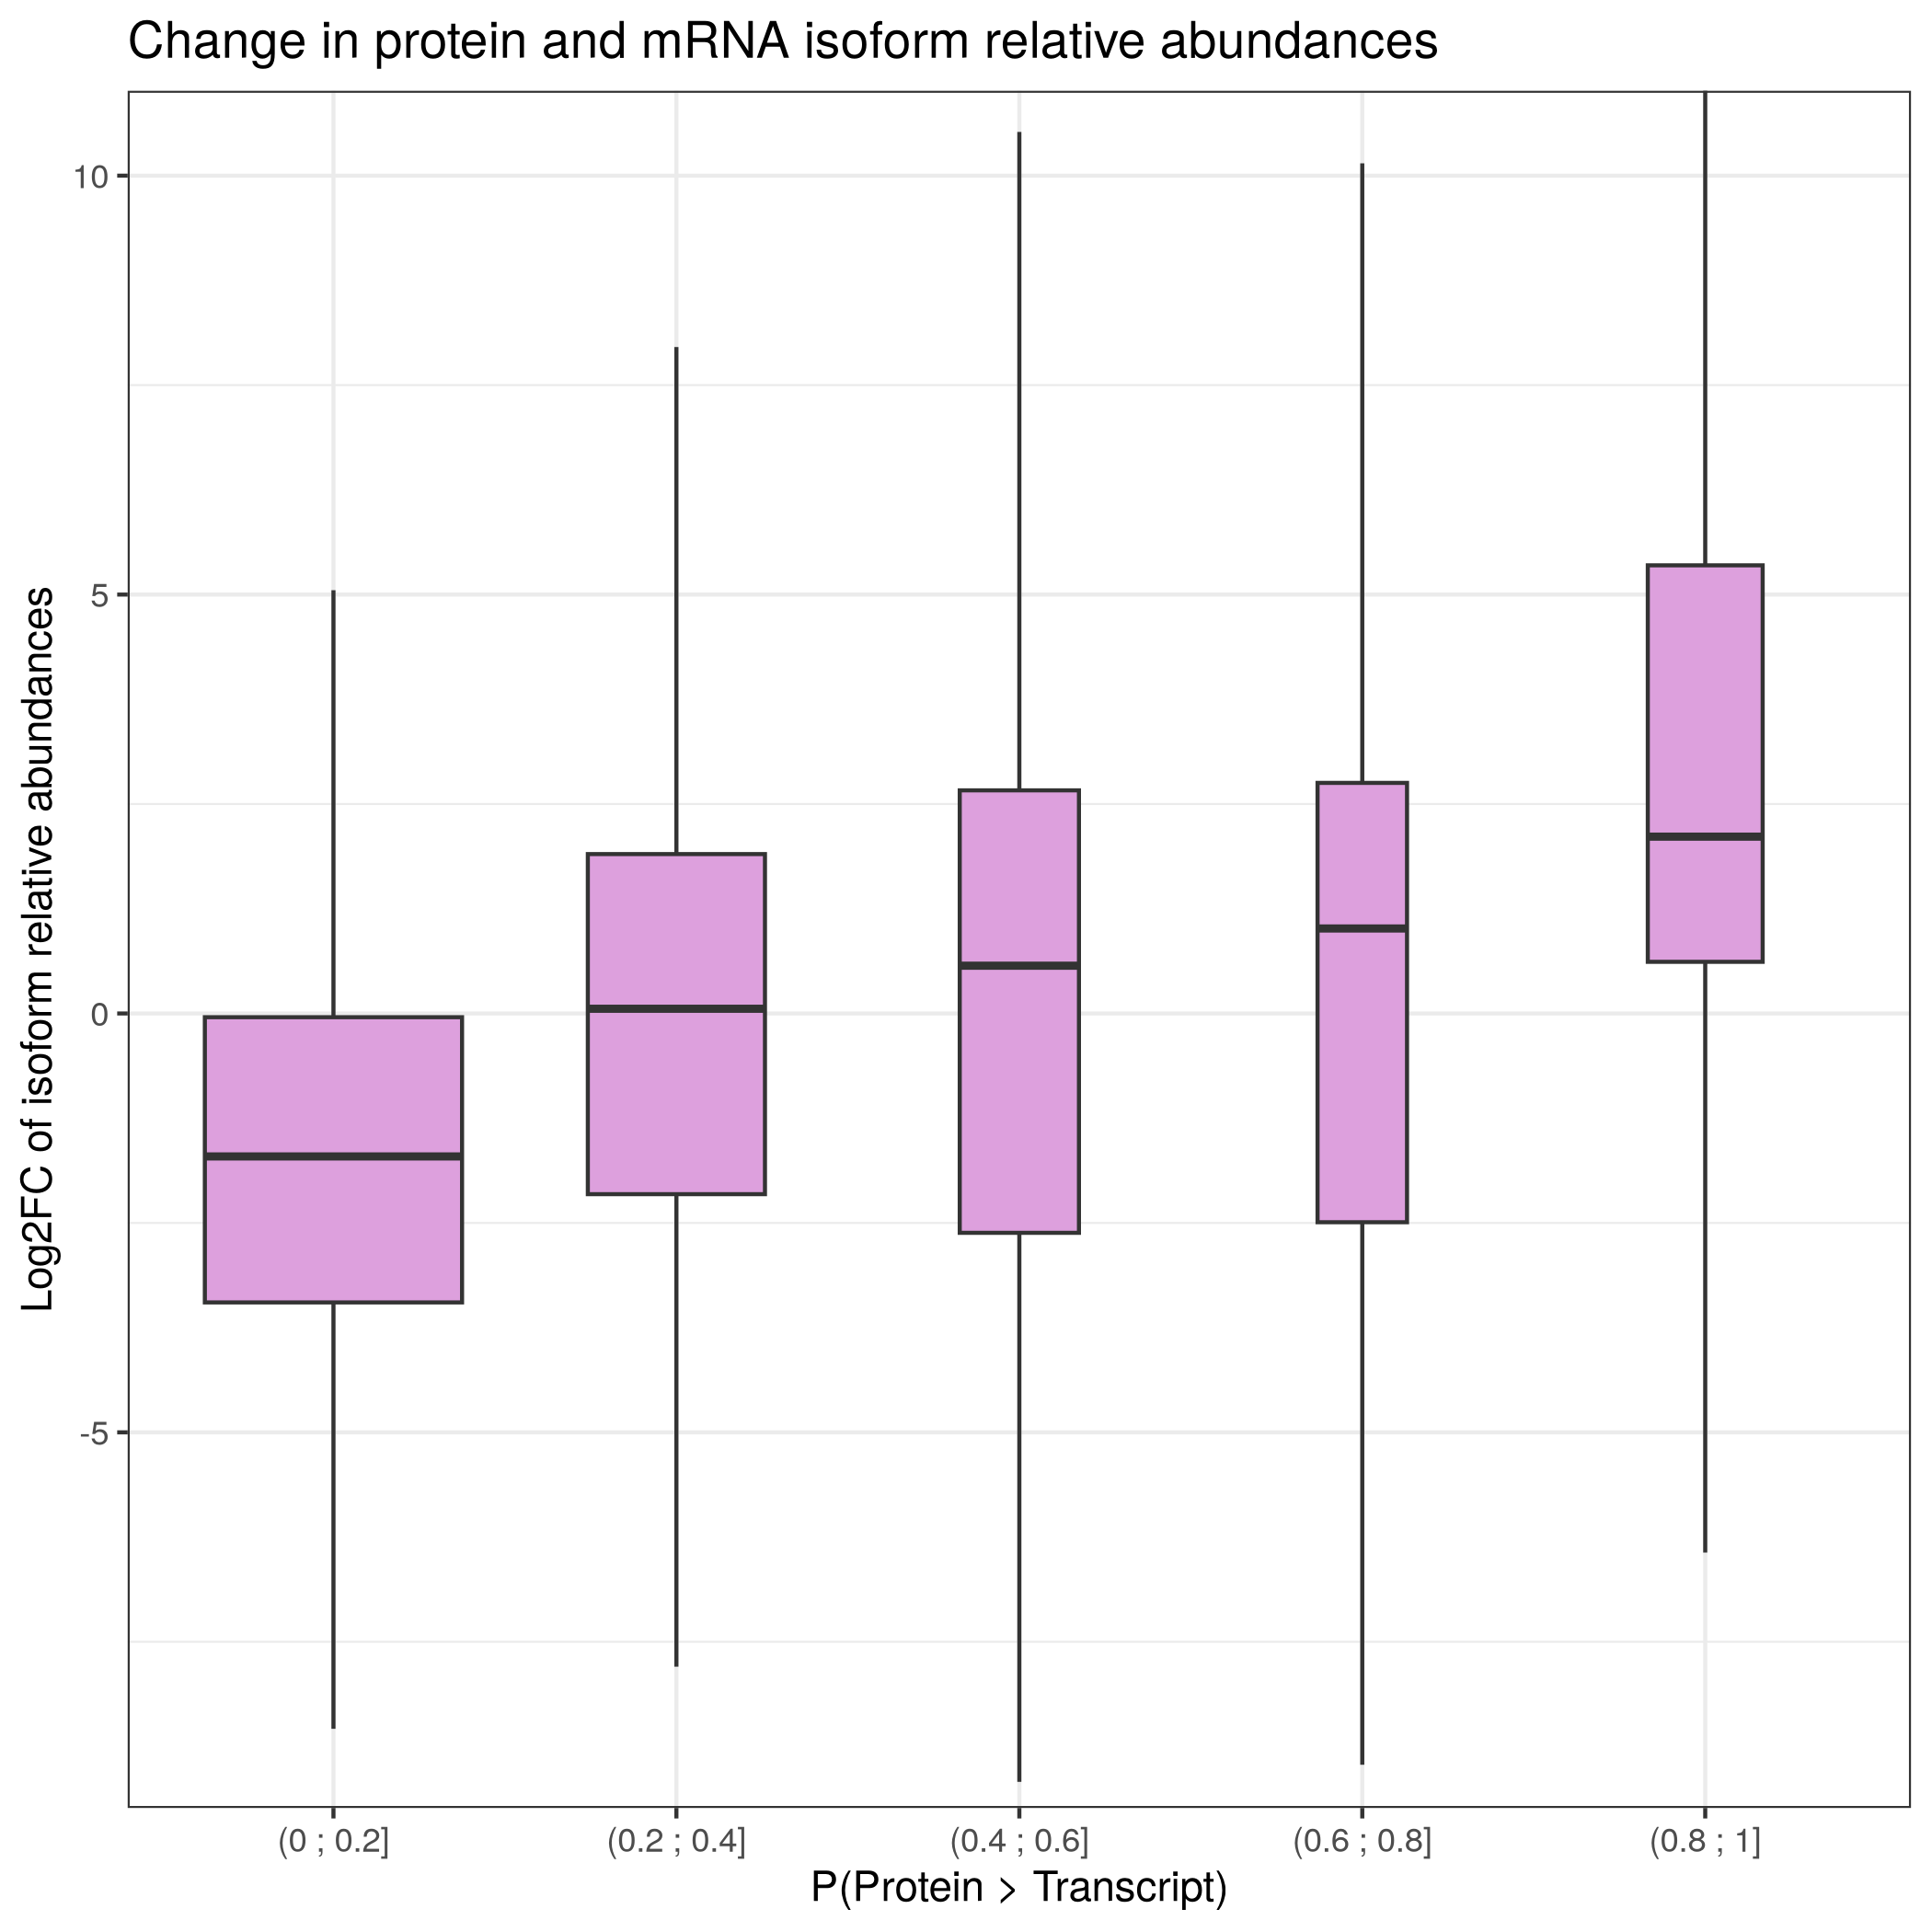 Change in protein and mRNA isoform relative abundances
Log2FC of isoform relative abundances
10
5
0
-5
(0 ; 0.2]
(0.2 ; 0.4]
(0.4 ; 0.6]
(0.6 ; 0.8]
(0.8 ; 1]
P(Protein > Transcript)